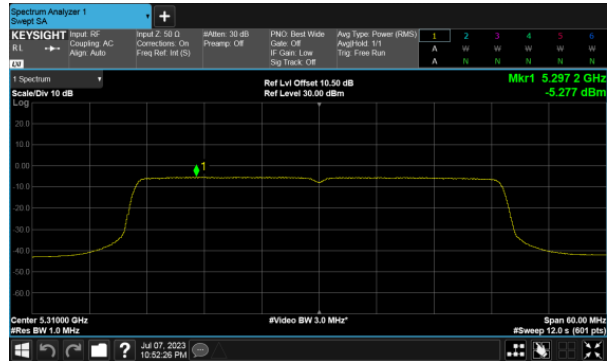 Spectrum Analyzer 1
Swept SA
+
KEYSIGHT Input: RF Input Z: 50 Ω #Atten: 30 dB PNO: Best Wide Avg Type: Power (RMS) 1 2 3 4 5 6
RL Coupling: AC Corrections: On Preamp: Off Gate: Off Avg|Hold: 1/1 A W W W W W
Align: Auto Freq Ref: Int (S) IF Gain: Low Trig: Free Run
Sig Track: Off A N N N N N
LXI
1 Spectrum Ref Lvl Offset 10.50 dB Mkr1 5.297 2 GHz
Scale/Div 10 dB Ref Level 30.00 dBm -5.277 dBm
Log
20.0
10.0
0.00
1
-10.0
-20.0
-30.0
-40.0
-50.0
-60.0
Center 5.31000 GHz #Video BW 3.0 MHz* Span 60.00 MHz
#Res BW 1.0 MHz #Sweep 12.0 s (601 pts)
? Jul 07, 2023
10:52:26 PM